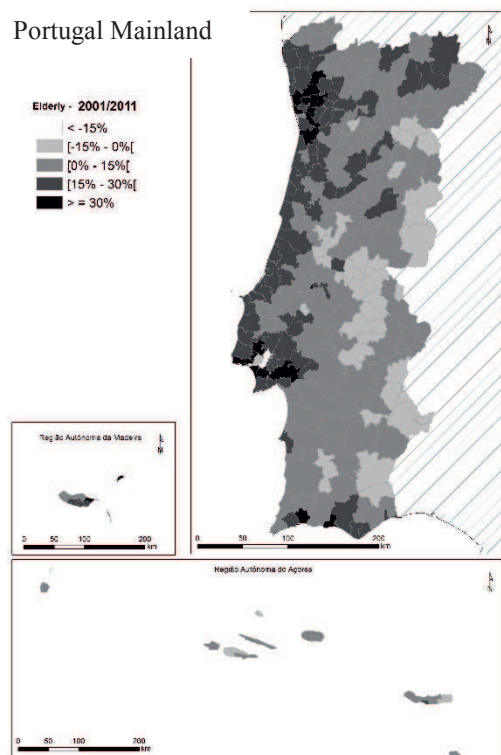 Portugal Mainland
N
Elderly - 2001/2011
< -15%
[-15% - 0%[
[0% - 15%[
[15% - 30%[
> = 30%
Região Autónoma da Madeira
N
0 50 100 200
km
0 50 100 200
km
Região Autónoma do Açores
N
0 50 100 200
km